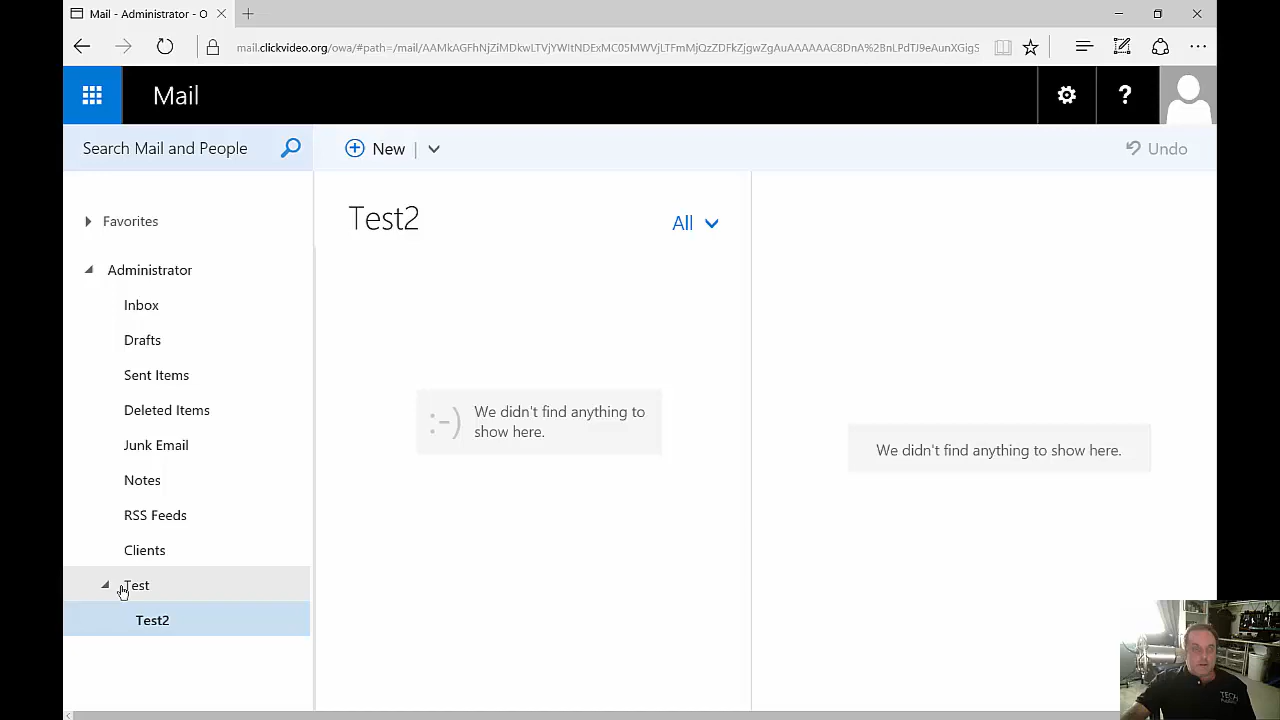 Mail - Administrator - O
mail.clickvideo.org/owa/#path=/mail/
Mail
Search Mail and People
New
Undo
Favorites
Administrator
Inbox
Drafts
Sent Items
Deleted Items
Junk Email
Notes
RSS Feeds
Clients
Test
Test2
Test2
All
:-) We didn't find anything to
show here.
We didn't find anything to show here.
TECH